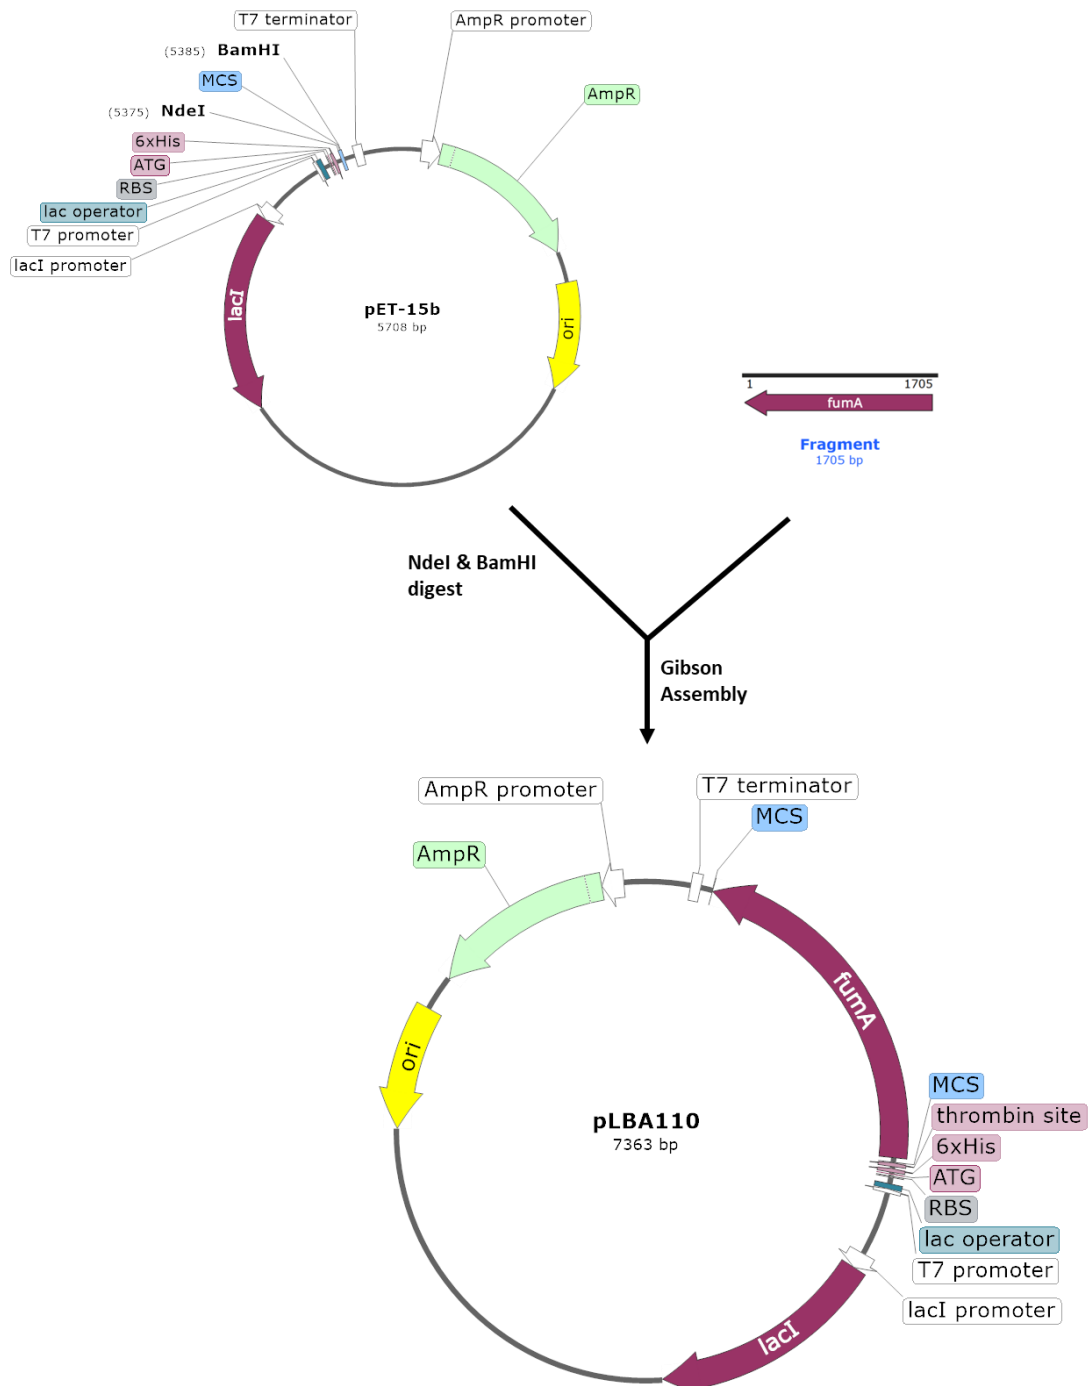 T7 terminator
AmpR promoter
(5385) BamHI
MCS
AmpR
(5375) NdeI
6xHis
ATG
RBS
lac operator
T7 promoter
lacI promoter
lacI
pET-15b
5708 bp
ori
1 1705
fumA
Fragment
1705 bp
NdeI & BamHI
digest
Gibson
Assembly
AmpR promoter
T7 terminator
MCS
AmpR
fumA
ori
MCS
thrombin site
6xHis
ATG
RBS
lac operator
T7 promoter
lacI promoter
lacI
pLBA110
7363 bp